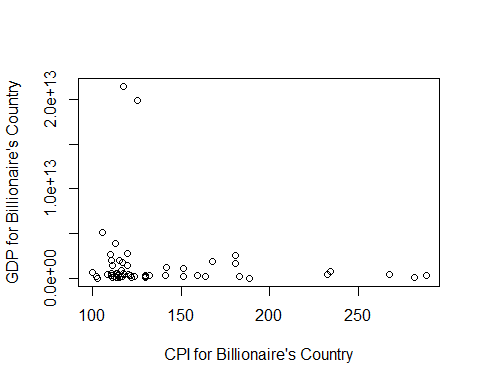 GDP for Billionaire's Country
2.0e+13
1.0e+13
0.0e+00
100
150
200
250
CPI for Billionaire's Country